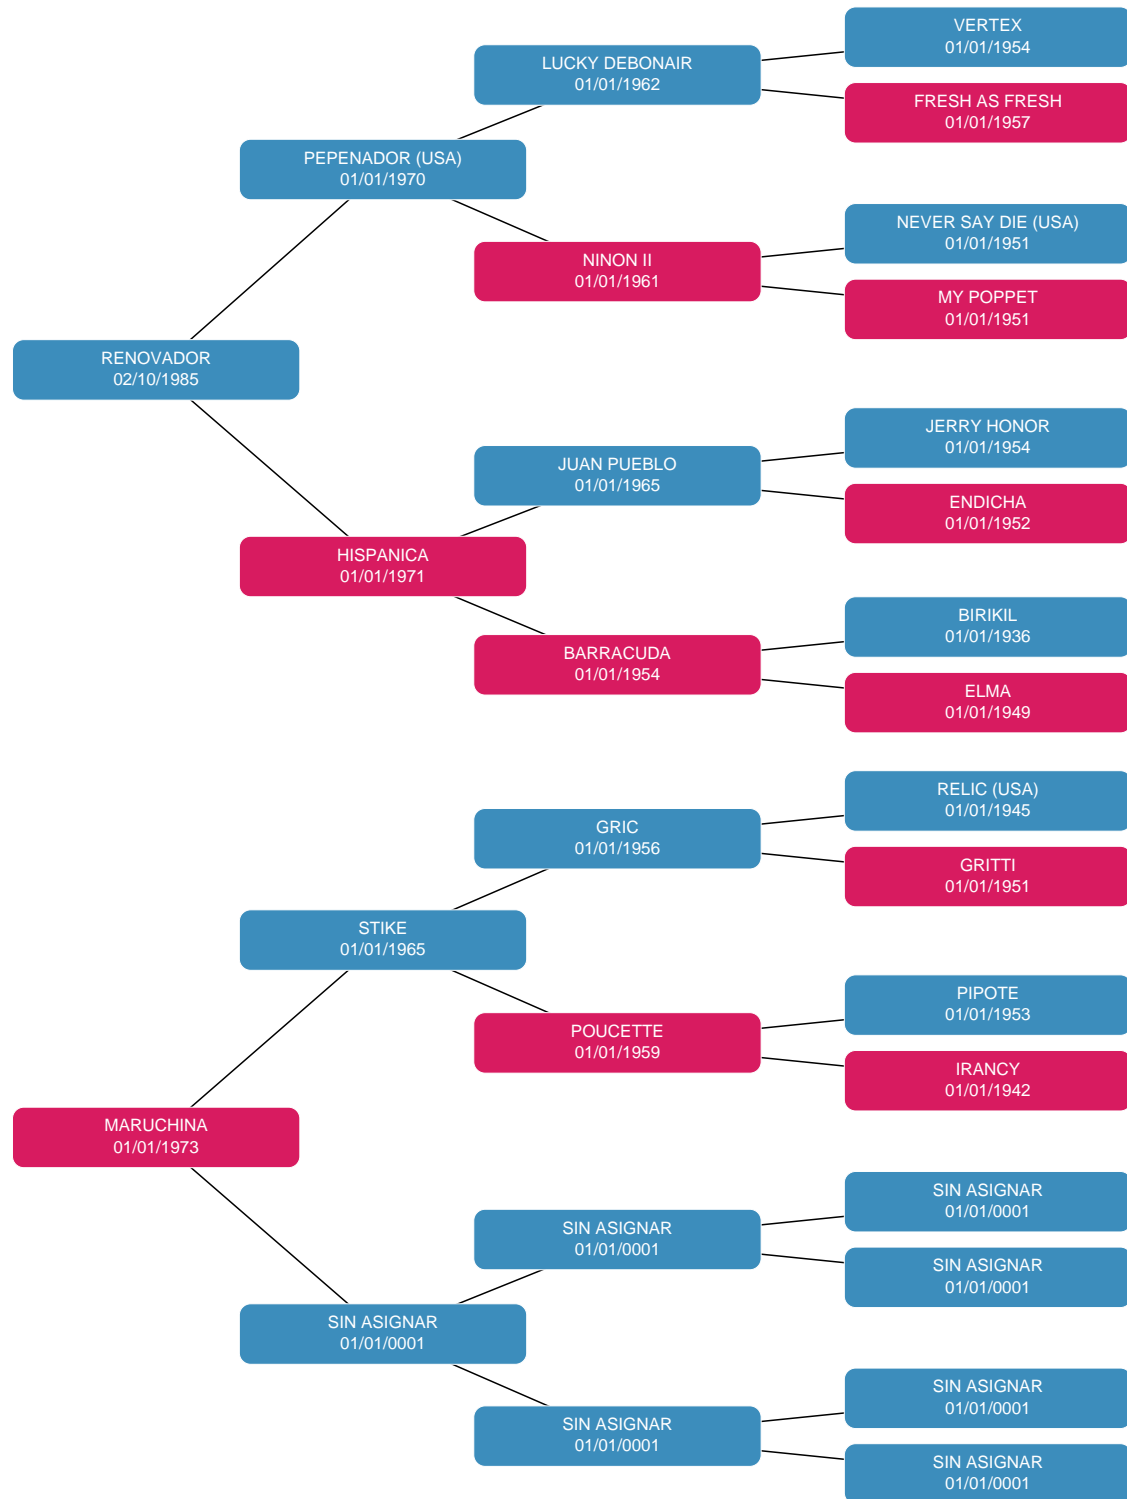 VERTEX
01/01/1954
LUCKY DEBONAIR
01/01/1962
FRESH AS FRESH
01/01/1957
PEPENADOR (USA)
01/01/1970
NEVER SAY DIE (USA)
01/01/1951
NINON II
01/01/1961
MY POPPET
01/01/1951
RENOVADOR
02/10/1985
JERRY HONOR
01/01/1954
JUAN PUEBLO
01/01/1965
ENDICHA
01/01/1952
HISPANICA
01/01/1971
BIRIKIL
01/01/1936
BARRACUDA
01/01/1954
ELMA
01/01/1949
RELIC (USA)
01/01/1945
GRIC
01/01/1956
GRITTI
01/01/1951
STIKE
01/01/1965
PIPOTE
01/01/1953
POUCETTE
01/01/1959
IRANCY
01/01/1942
MARUCHINA
01/01/1973
SIN ASIGNAR
01/01/0001
SIN ASIGNAR
01/01/0001
SIN ASIGNAR
01/01/0001
SIN ASIGNAR
01/01/0001
SIN ASIGNAR
01/01/0001
SIN ASIGNAR
01/01/0001
SIN ASIGNAR
01/01/0001